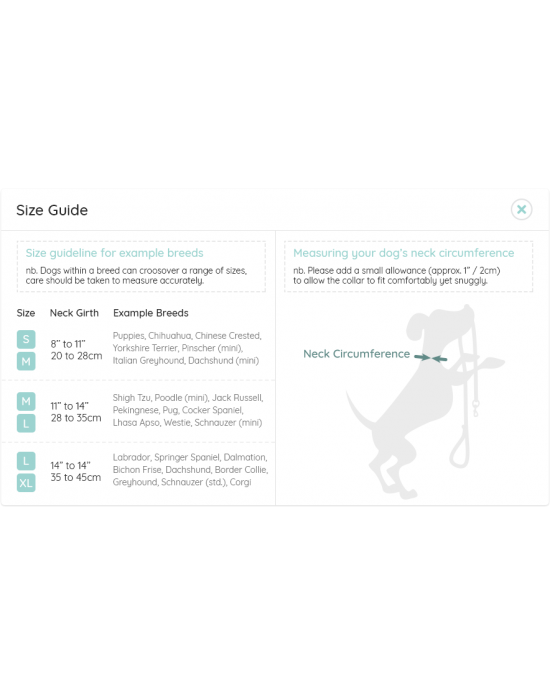 Size Guide
Size guideline for example breeds
nb. Dogs within a breed can croosover a range of sizes,
care should be taken to measure accurately.
Size Neck Girth Example Breeds
S
M
8” to 11”
20 to 28cm
Puppies, Chihuahua, Chinese Crested,
Yorkshire Terrier, Pinscher (mini),
Italian Greyhound, Dachshund (mini)
M
L
11” to 14”
28 to 35cm
Shigh Tzu, Poodle (mini), Jack Russell,
Pekingnese, Pug, Cocker Spaniel,
Lhasa Apso, Westie, Schnauzer (mini)
L
XL
14” to 14”
35 to 45cm
Labrador, Springer Spaniel, Dalmation,
Bichon Frise, Dachshund, Border Collie,
Greyhound, Schnauzer (std.), Corgi
Measuring your dog’s neck circumference
nb. Please add a small allowance (approx. 1” / 2cm)
to allow the collar to fit comfortably yet snuggly.
Neck Circumference